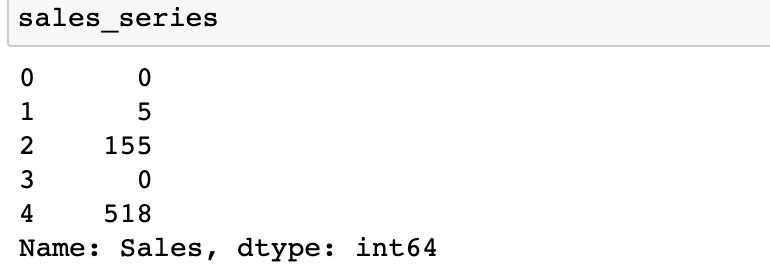 sales_series
0      0
1      5
2    155
3      0
4    518
Name: Sales, dtype: int64